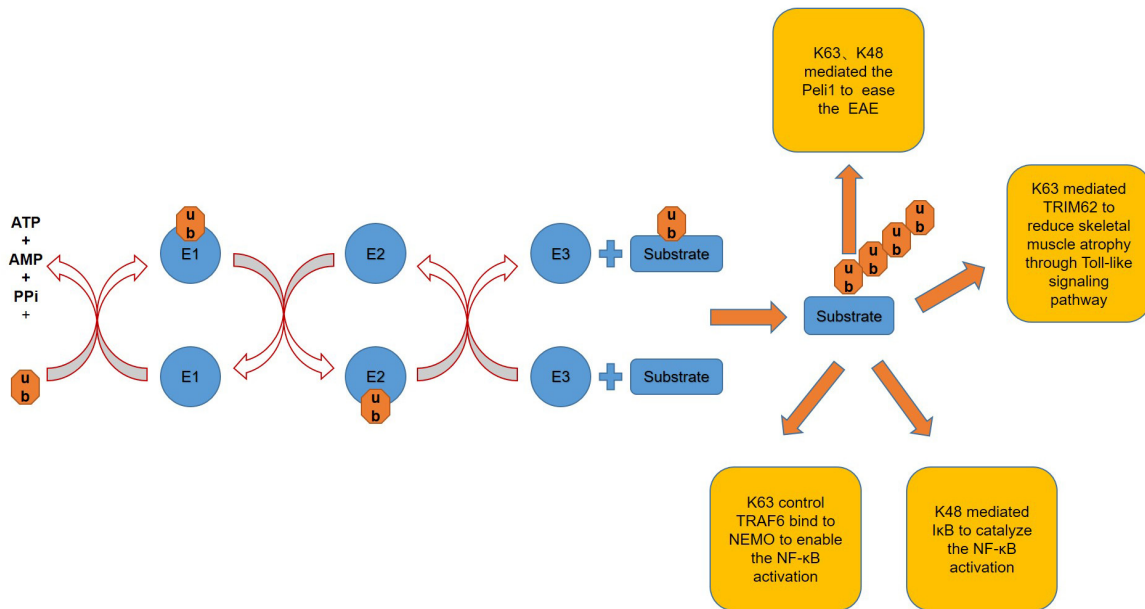 K63、K48
mediated the
Peli1 to ease
the EAE
K63 mediated
TRIM62 to
reduce skeletal
muscle atrophy
through Toll-like
signaling
pathway
ATP
+
AMP
+
PPi
+
u
b
E1
E2
E3
+
u
b
Substrate
u
b
u
b
u
b
u
b
Substrate
u
b
E1
E2
u
b
E3
+
Substrate
K63 control
TRAF6 bind to
NEMO to enable
the NF-κB
activation
K48 mediated
IκB to catalyze
the NF-κB
activation